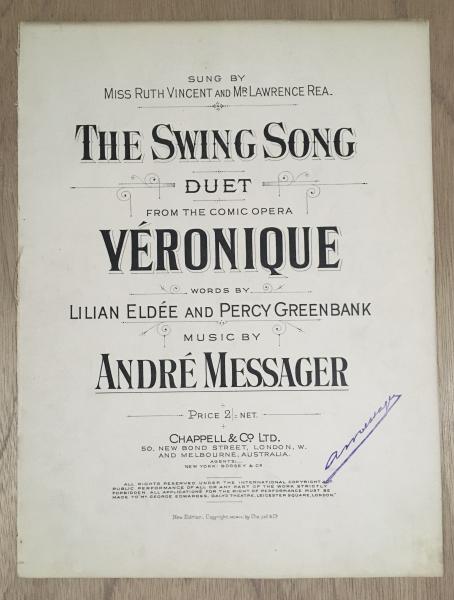 SUNG BY
MISS RUTH VINCENT AND MR LAWRENCE REA.
THE SWING SONG
DUET
FROM THE COMIC OPERA
VÉRONIQUE
WORDS BY
LILIAN ELDÉE AND PERCY GREENBANK
MUSIC BY
ANDRÉ MESSAGER
PRICE 2/= NET.
CHAPPELL & CO LTD.
50, NEW BOND STREET, LONDON, W.
AND MELBOURNE, AUSTRALIA.
AGENTS:
NEW YORK: BOOSEY & CO
ALL RIGHTS RESERVED UNDER THE INTERNATIONAL COPYRIGHT
PUBLIC PERFORMANCE OF ALL OR ANY PART OF THE WORK STRICTLY
FORBIDDEN. ALL APPLICATIONS FOR THE RIGHT OF PERFORMANCE MUST BE
MADE TO MR GEORGE EDWARDES, DALY'S THEATRE, LEICESTER SQUARE, LONDON."
New Edition. Copyright by Chappell & Co